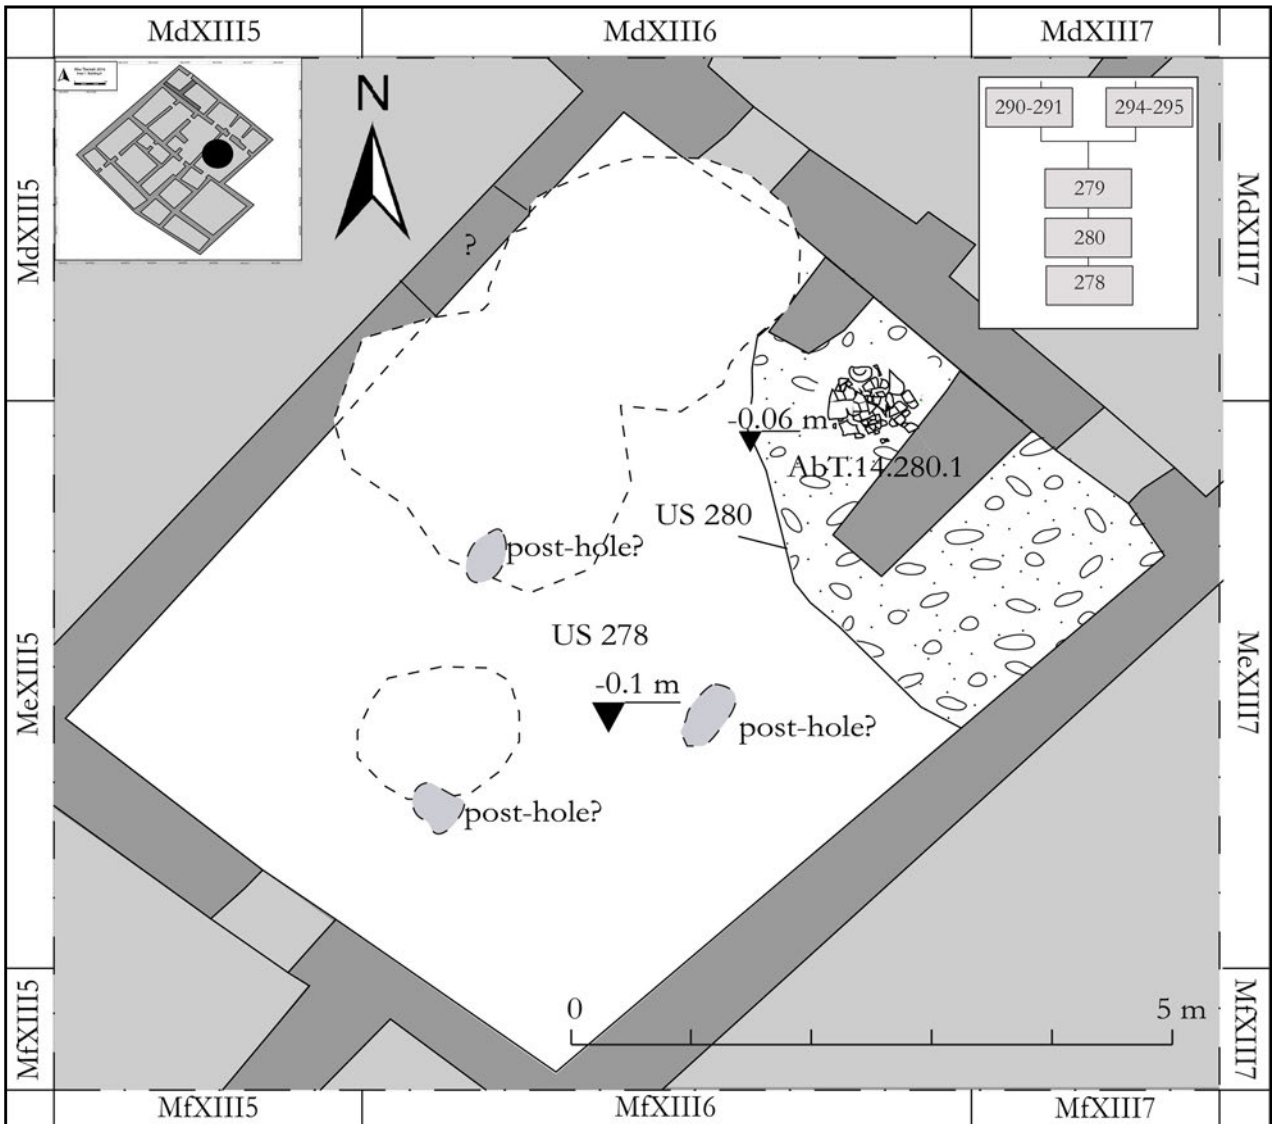 MdXIII5
MdXIII6
MdXIII7
N
290-291
294-295
279
280
278
MdXIII5
MdXIII7
?
-0.06 m
AbT.14.280.1
US 280
post-hole?
US 278
-0.1 m
post-hole?
post-hole?
MeXIII5
MeXIII7
0
5 m
MfXIII5
MfXIII7
MfXIII5
MfXIII6
MfXIII7